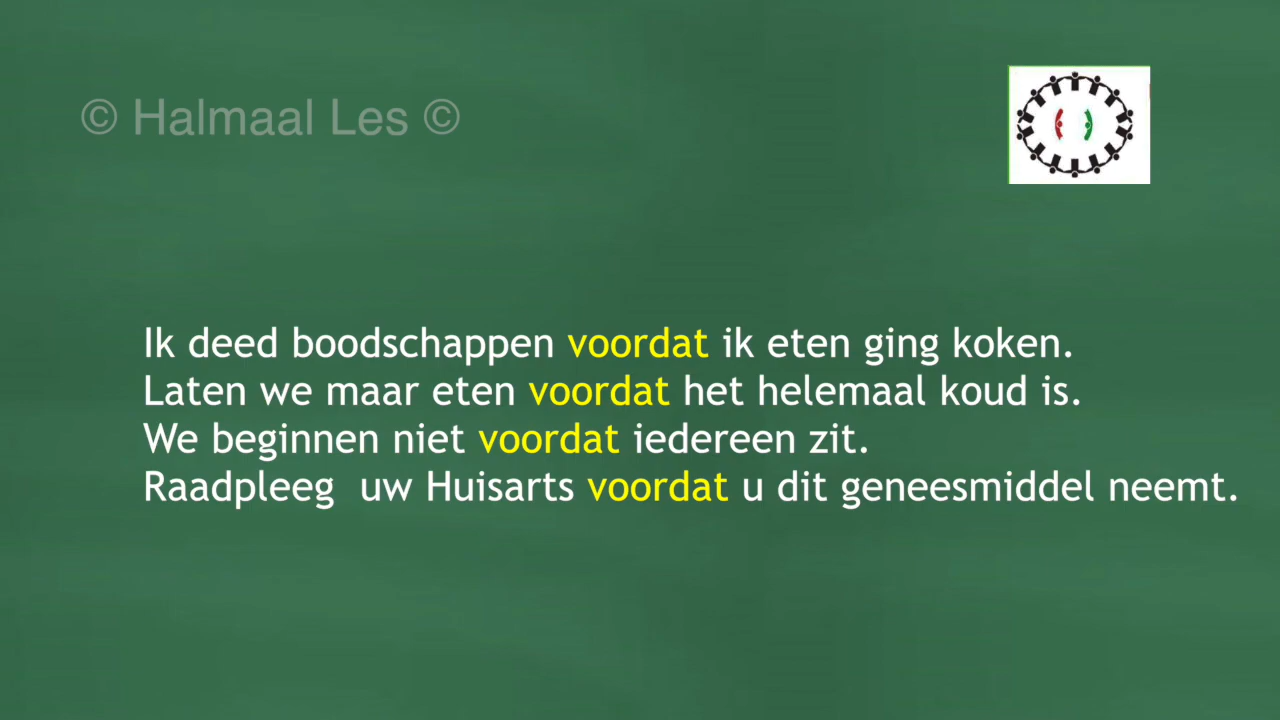 © Halmaal Les ©
Ik deed boodschappen voordat ik eten ging koken.
Laten we maar eten voordat het helemaal koud is.
We beginnen niet voordat iedereen zit.
Raadpleeg  uw Huisarts voordat u dit geneesmiddel neemt.